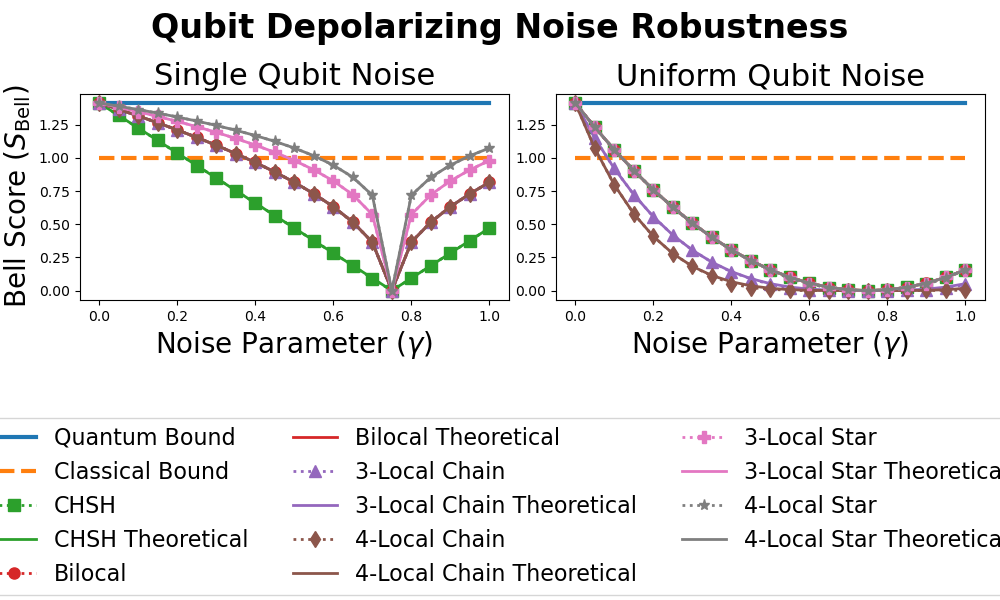 Qubit Depolarizing Noise Robustness
Single Qubit Noise
Uniform Qubit Noise
Bell Score (S_Bell)
1.25
1.00
0.75
0.50
0.25
0.00
0.0 0.2 0.4 0.6 0.8 1.0
Noise Parameter (γ)
1.25
1.00
0.75
0.50
0.25
0.00
0.0 0.2 0.4 0.6 0.8 1.0
Noise Parameter (γ)
Quantum Bound
Classical Bound
CHSH
CHSH Theoretical
Bilocal
Bilocal Theoretical
3-Local Chain
3-Local Chain Theoretical
4-Local Chain
4-Local Chain Theoretical
3-Local Star
3-Local Star Theoretica
4-Local Star
4-Local Star Theoretica